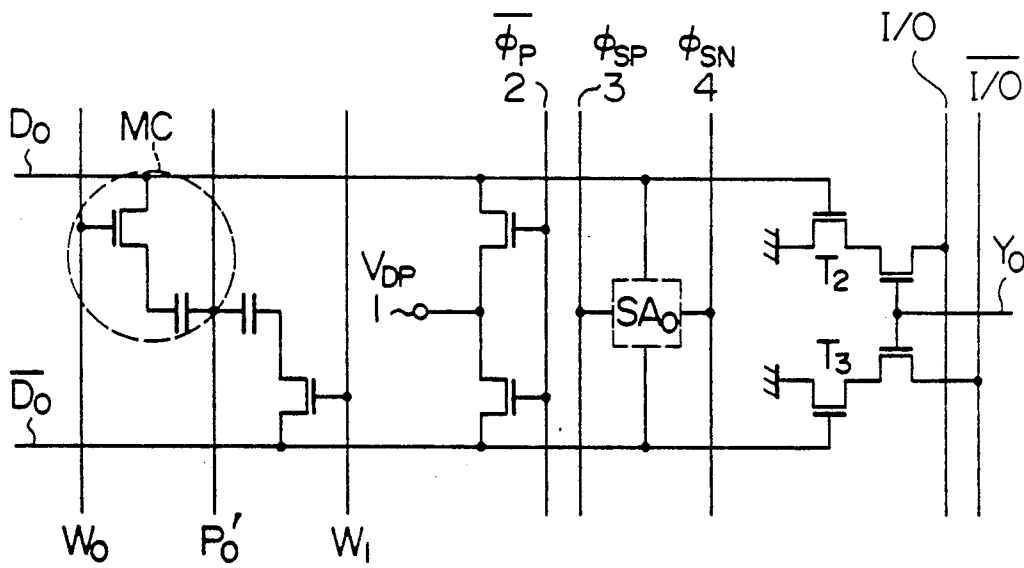 I/O
φ̅P̅ φSP φSN I̅/̅O̅
2 3 4
D₀ MC
Y₀
VDP
1
T₂
SA₀
T₃
D̅₀
W₀ P₀′ W₁